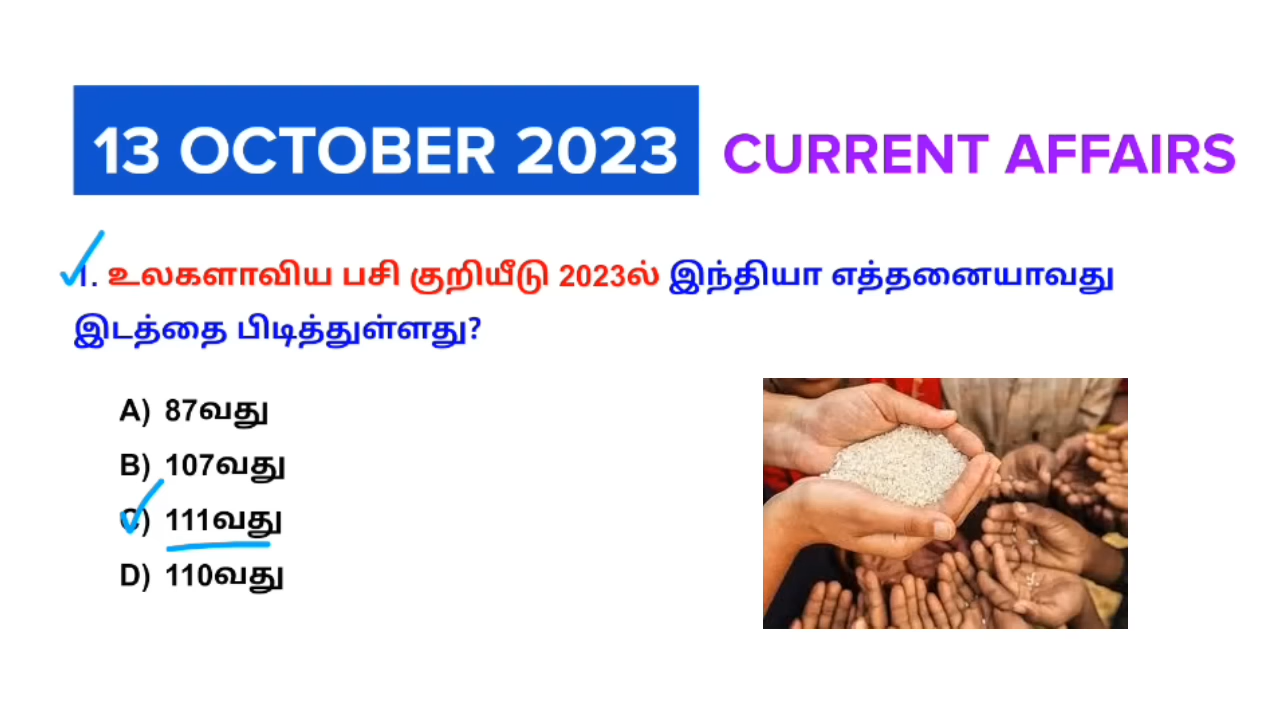 13 OCTOBER 2023 CURRENT AFFAIRS
1. உலகளாவிய பசி குறியீடு 2023ல் இந்தியா எத்தனையாவது
இடத்தை பிடித்துள்ளது?
A) 87வது
B) 107வது
C) 111வது
D) 110வது